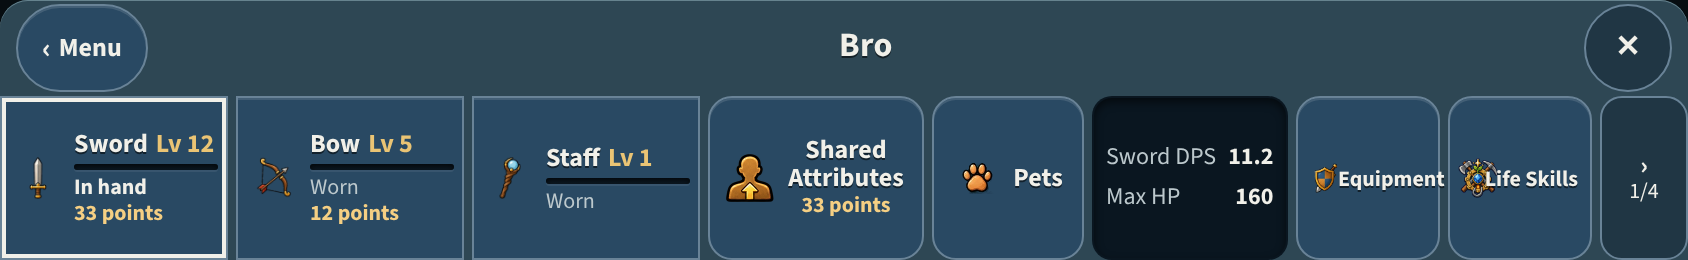 ‹ Menu
Bro
×
Sword Lv 12
In hand
33 points
Bow Lv 5
Worn
12 points
Staff Lv 1
Worn
Shared
Attributes
33 points
Pets
Sword DPS 11.2
Max HP 160
Equipment
Life Skills
›
1/4